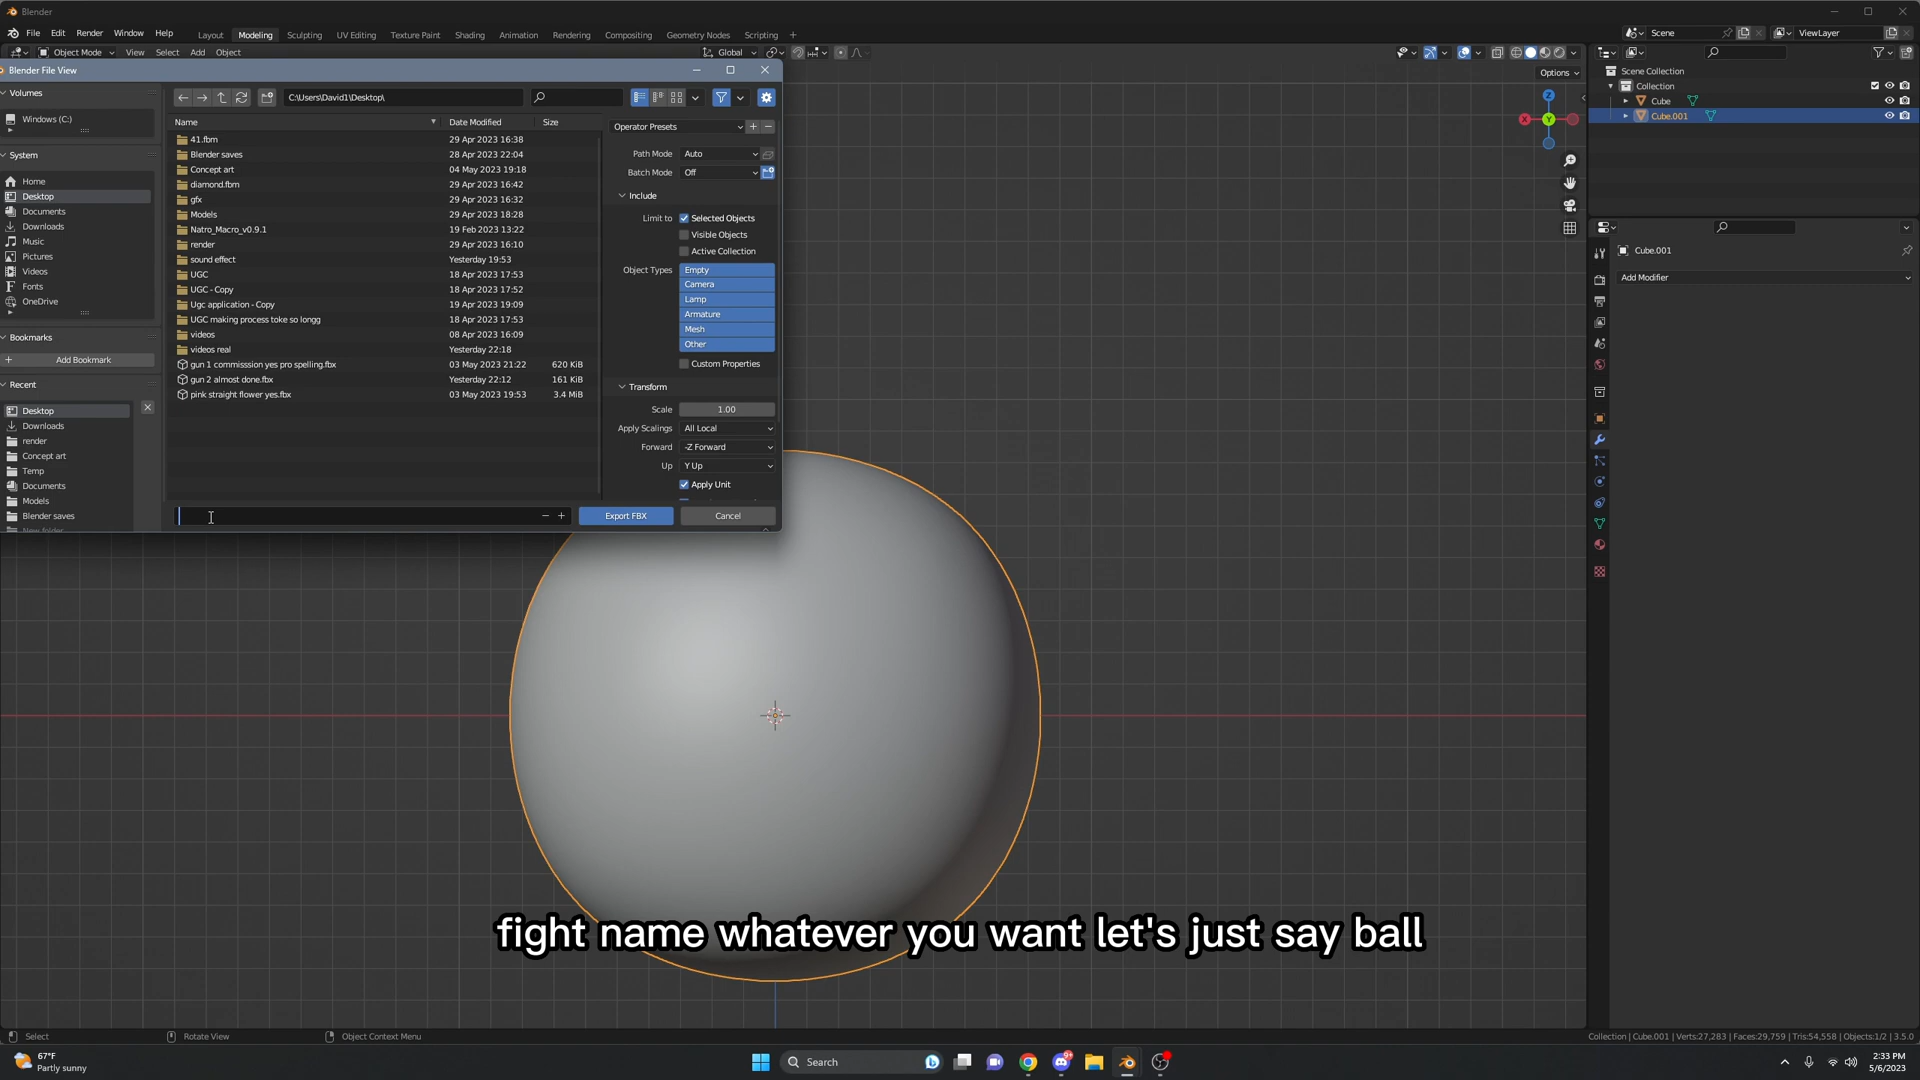 Blender
File Edit Render Window Help Layout Modeling Sculpting UV Editing Texture Paint Shading Animation Rendering Compositing Geometry Nodes Scripting + Scene ViewLayer
Object Mode View Select Add Object Global
Blender File View
Options
Volumes
Windows (C:)
System
Home
Desktop
Documents
Downloads
Music
Pictures
Videos
Fonts
OneDrive
Bookmarks
+ Add Bookmark
Recent
Desktop
Downloads
render
Concept art
Temp
Documents
Models
Blender saves
New folder
C:\Users\David1\Desktop\
Name Date Modified Size
41.fbm 29 Apr 2023 16:38
Blender saves 28 Apr 2023 22:04
Concept art 04 May 2023 19:18
diamond.fbm 29 Apr 2023 16:42
gfx 29 Apr 2023 16:32
Models 29 Apr 2023 18:28
Natro_Macro_v0.9.1 19 Feb 2023 13:22
render 29 Apr 2023 16:10
sound effect Yesterday 19:53
UGC 18 Apr 2023 17:53
UGC - Copy 18 Apr 2023 17:52
Ugc application - Copy 19 Apr 2023 19:09
UGC making process toke so longg 18 Apr 2023 17:53
videos 08 Apr 2023 16:09
videos real Yesterday 22:18
gun 1 commisssion yes pro spelling.fbx 03 May 2023 21:22 620 KiB
gun 2 almost done.fbx Yesterday 22:12 161 KiB
pink straight flower yes.fbx 03 May 2023 19:53 3.4 MiB
Operator Presets + −
Path Mode Auto
Batch Mode Off
Include
Limit to Selected Objects
Visible Objects
Active Collection
Object Types Empty
Camera
Lamp
Armature
Mesh
Other
Custom Properties
Transform
Scale 1.00
Apply Scalings All Local
Forward -Z Forward
Up Y Up
Apply Unit
− + Export FBX Cancel
Z
X
Y
Scene Collection
Collection
Cube
Cube.001
Cube.001
Add Modifier
fight name whatever you want let's just say ball
Select Rotate View Object Context Menu
Collection | Cube.001 | Verts:27,283 | Faces:29,759 | Tris:54,558 | Objects:1/2 | 3.5.0
67°F
Partly sunny
Search
2:33 PM
5/6/2023